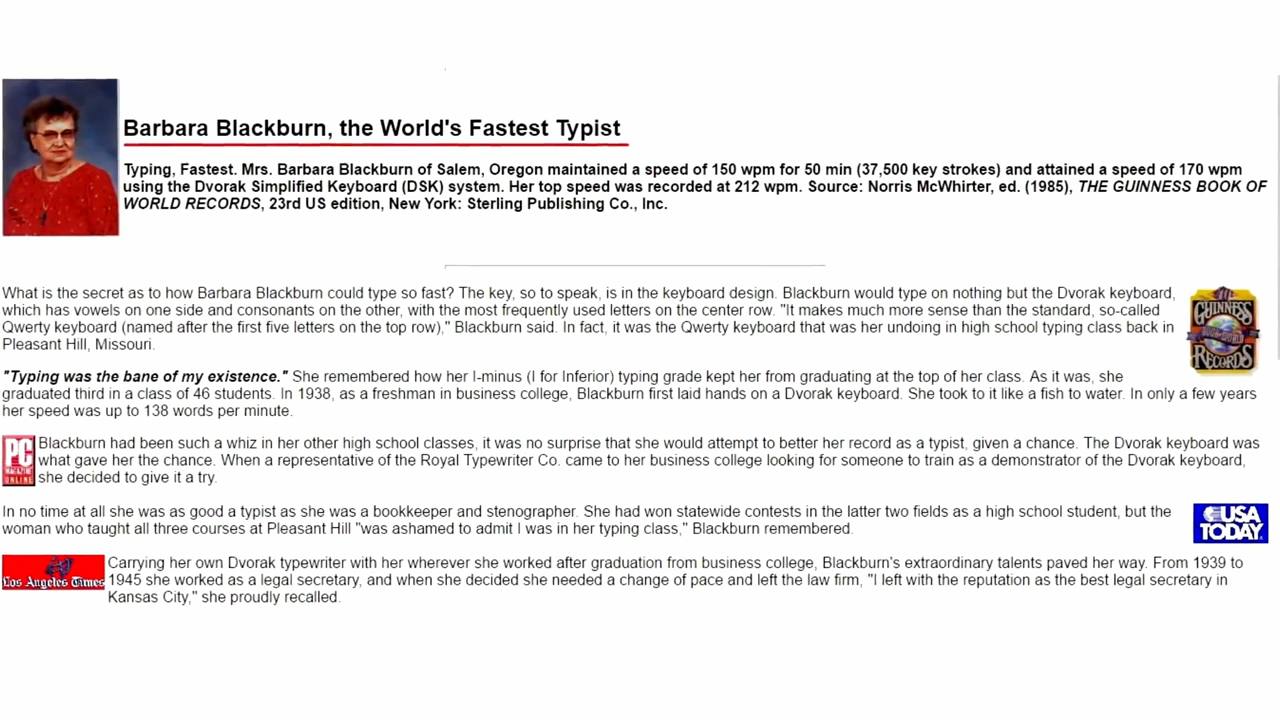 Barbara Blackburn, the World's Fastest Typist
Typing, Fastest. Mrs. Barbara Blackburn of Salem, Oregon maintained a speed of 150 wpm for 50 min (37,500 key strokes) and attained a speed of 170 wpm
using the Dvorak Simplified Keyboard (DSK) system. Her top speed was recorded at 212 wpm. Source: Norris McWhirter, ed. (1985), THE GUINNESS BOOK OF
WORLD RECORDS, 23rd US edition, New York: Sterling Publishing Co., Inc.
What is the secret as to how Barbara Blackburn could type so fast? The key, so to speak, is in the keyboard design. Blackburn would type on nothing but the Dvorak keyboard,
which has vowels on one side and consonants on the other, with the most frequently used letters on the center row. "It makes much more sense than the standard, so-called
Qwerty keyboard (named after the first five letters on the top row)," Blackburn said. In fact, it was the Qwerty keyboard that was her undoing in high school typing class back in
Pleasant Hill, Missouri.
GUINNESS
RECORDS
"Typing was the bane of my existence." She remembered how her I-minus (I for Inferior) typing grade kept her from graduating at the top of her class. As it was, she
graduated third in a class of 46 students. In 1938, as a freshman in business college, Blackburn first laid hands on a Dvorak keyboard. She took to it like a fish to water. In only a few years
her speed was up to 138 words per minute.
PC
MAGAZINE
ONLINE
Blackburn had been such a whiz in her other high school classes, it was no surprise that she would attempt to better her record as a typist, given a chance. The Dvorak keyboard was
what gave her the chance. When a representative of the Royal Typewriter Co. came to her business college looking for someone to train as a demonstrator of the Dvorak keyboard,
she decided to give it a try.
In no time at all she was as good a typist as she was a bookkeeper and stenographer. She had won statewide contests in the latter two fields as a high school student, but the
woman who taught all three courses at Pleasant Hill "was ashamed to admit I was in her typing class," Blackburn remembered.
USA
TODAY
Los Angeles Times
Carrying her own Dvorak typewriter with her wherever she worked after graduation from business college, Blackburn's extraordinary talents paved her way. From 1939 to
1945 she worked as a legal secretary, and when she decided she needed a change of pace and left the law firm, "I left with the reputation as the best legal secretary in
Kansas City," she proudly recalled.